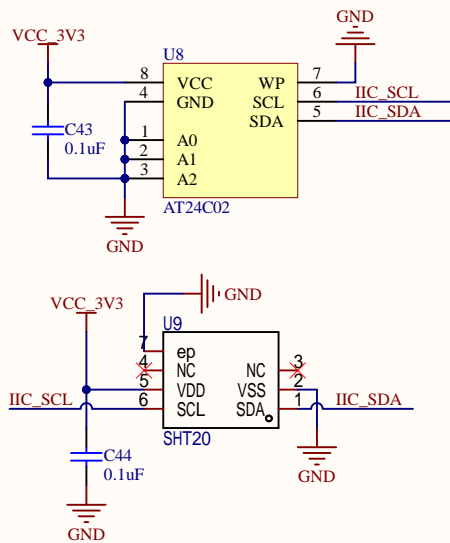 GND
VCC_3V3
U8
8 VCC WP 7
4 GND SCL 6 IIC_SCL
SDA 5 IIC_SDA
C43
0.1uF
1 A0
2 A1
3 A2
AT24C02
GND
GND
VCC_3V3
U9
7 ep
4 NC NC 3
5 VDD VSS 2
IIC_SCL 6 SCL SDA 1 IIC_SDA
SHT20
C44
0.1uF
GND
GND